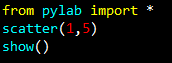 from pylab import *
scatter(1,5)
show()